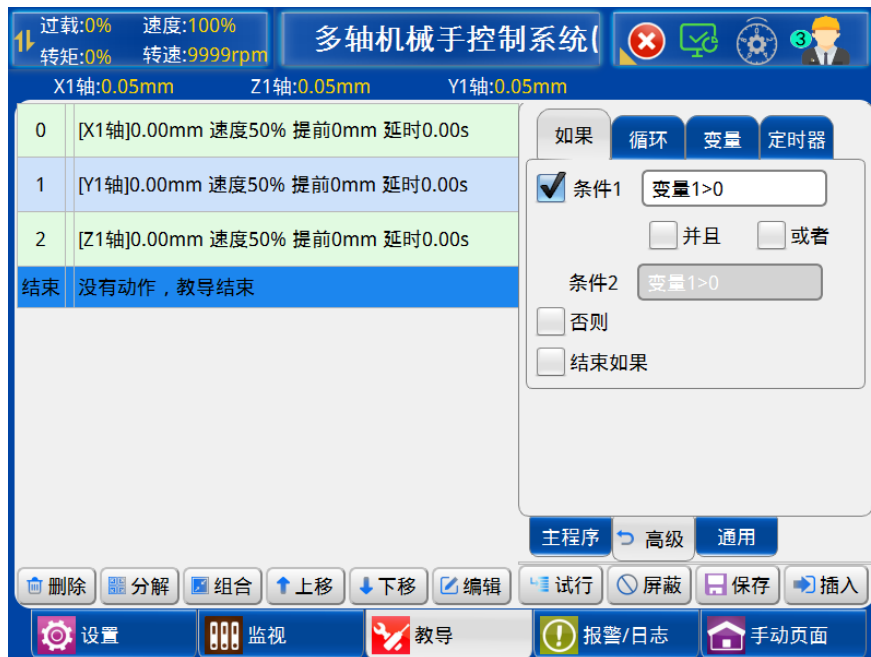 过载:0% 速度:100%
转矩:0% 转速:9999rpm
多轴机械手控制系统(
3
X1轴:0.05mm Z1轴:0.05mm Y1轴:0.05mm
0 [X1轴]0.00mm 速度50% 提前0mm 延时0.00s
1 [Y1轴]0.00mm 速度50% 提前0mm 延时0.00s
2 [Z1轴]0.00mm 速度50% 提前0mm 延时0.00s
结束 没有动作，教导结束
如果 循环 变量 定时器
条件1 变量1>0
并且 或者
条件2 变量1>0
否则
结束如果
主程序 高级 通用
删除 分解 组合 上移 下移 编辑 试行 屏蔽 保存 插入
设置 监视 教导 报警/日志 手动页面